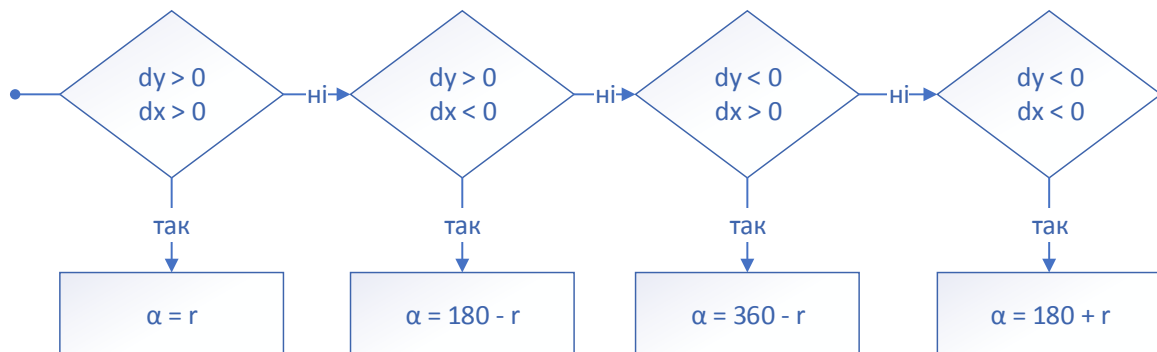 dy > 0
dx > 0
ні
dy > 0
dx < 0
ні
dy < 0
dx > 0
ні
dy < 0
dx < 0
так
так
так
так
α = r
α = 180 - r
α = 360 - r
α = 180 + r